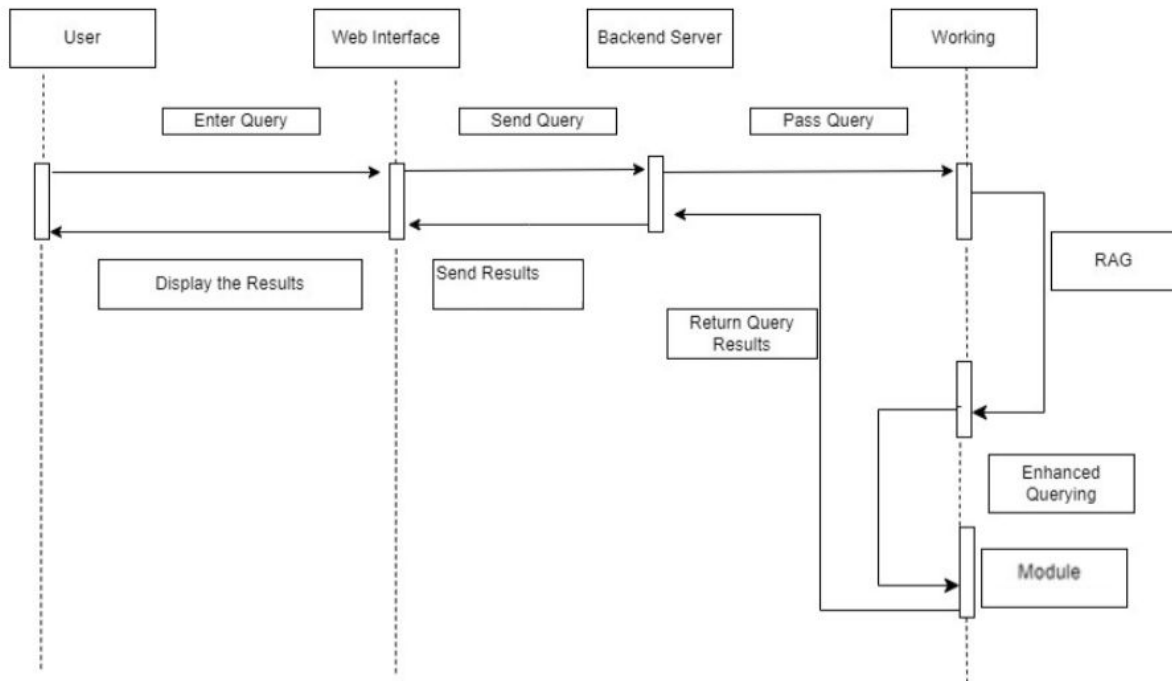 User
Web Interface
Backend Server
Working
Enter Query
Send Query
Pass Query
RAG
Display the Results
Send Results
Return Query
Results
Enhanced
Querying
Module